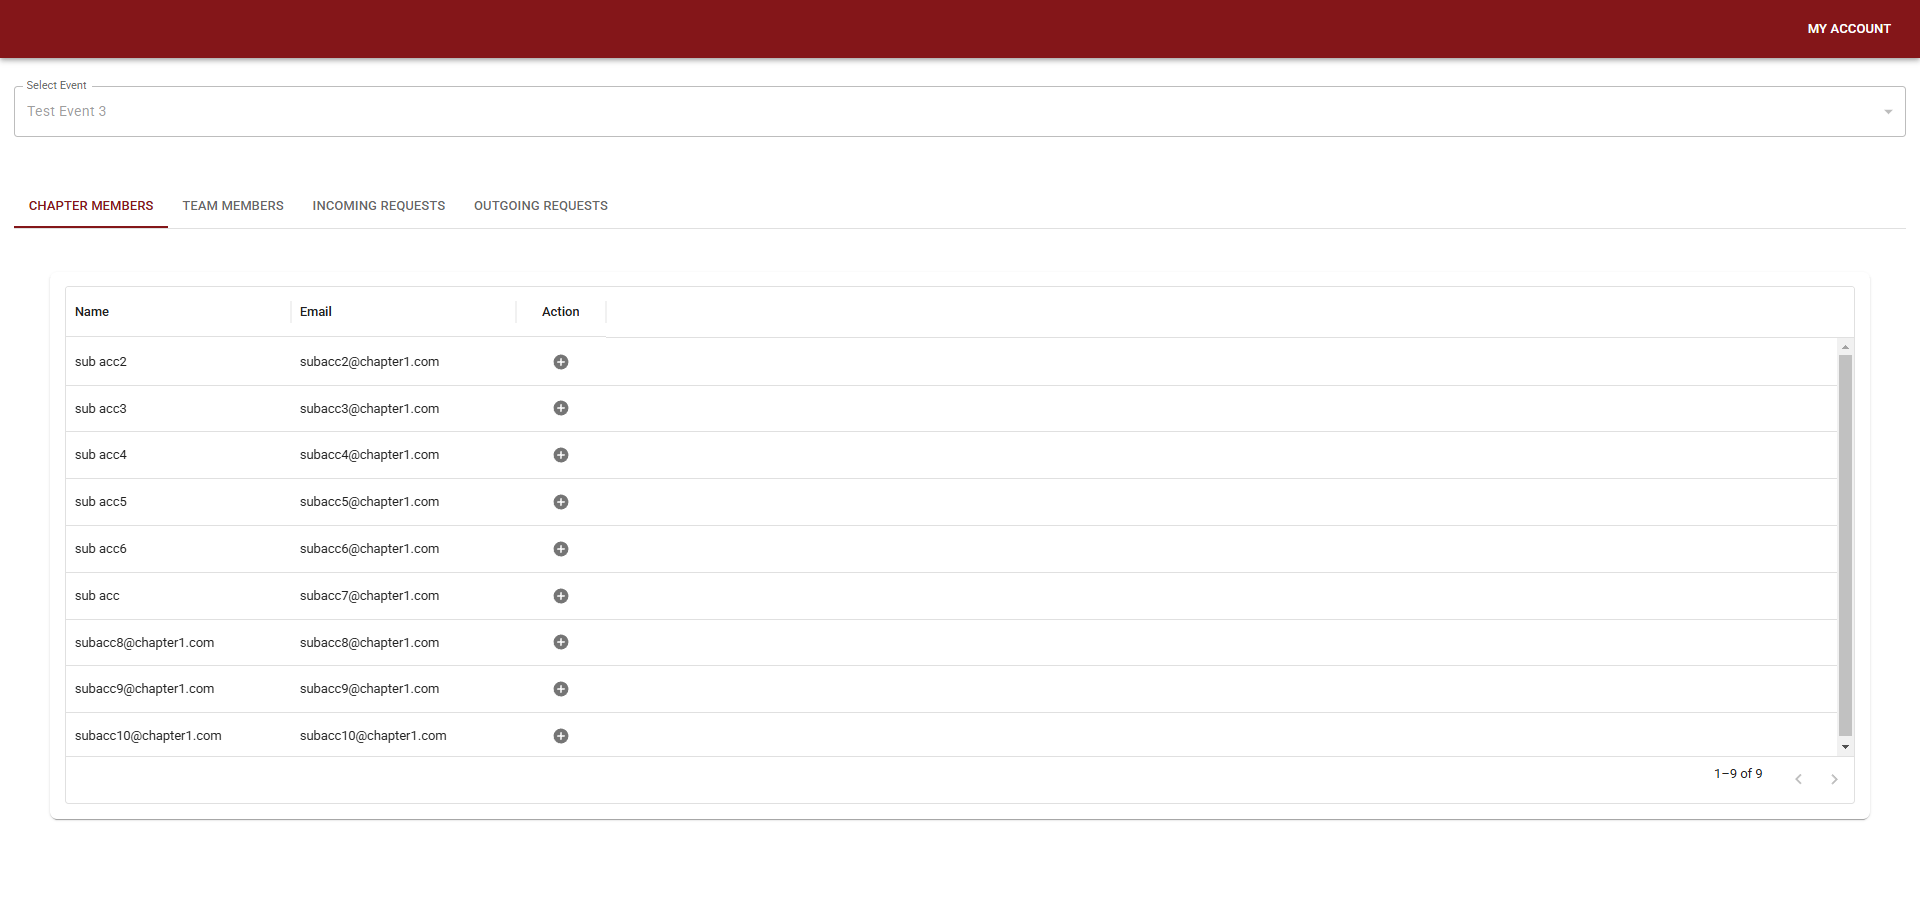 MY ACCOUNT
Select Event
Test Event 3
CHAPTER MEMBERS TEAM MEMBERS INCOMING REQUESTS OUTGOING REQUESTS
Name Email Action
sub acc2 subacc2@chapter1.com
sub acc3 subacc3@chapter1.com
sub acc4 subacc4@chapter1.com
sub acc5 subacc5@chapter1.com
sub acc6 subacc6@chapter1.com
sub acc subacc7@chapter1.com
subacc8@chapter1.com subacc8@chapter1.com
subacc9@chapter1.com subacc9@chapter1.com
subacc10@chapter1.com subacc10@chapter1.com
1–9 of 9